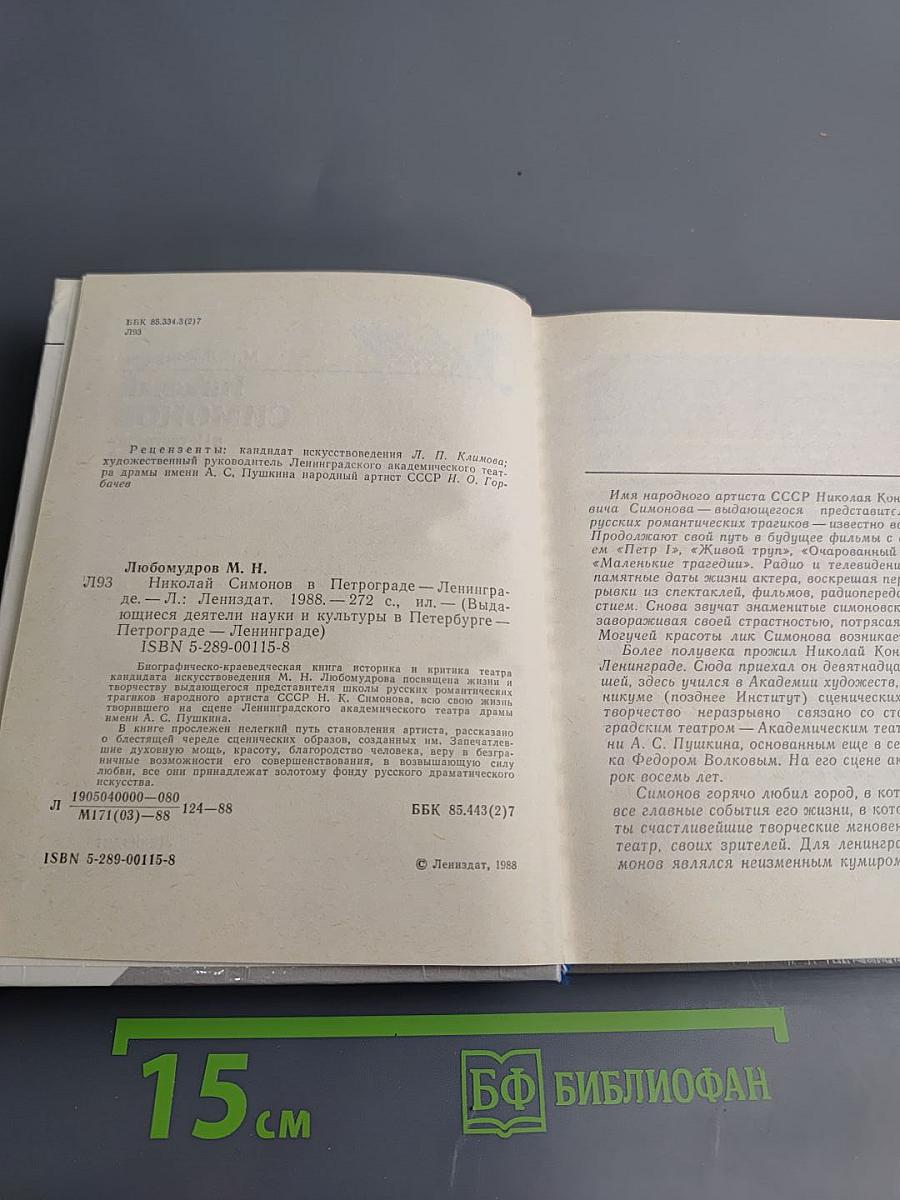 ББК 85.334.3(2)7
Л93
Рецензенты: кандидат искусствоведения Л. П. Климова;
художественный руководитель Ленинградского академического теат-
ра драмы имени А. С. Пушкина народный артист СССР И. О. Гор-
бачев
Любомудров М. Н.
Л93 Николай Симонов в Петрограде — Ленингра-
де. — Л.: Лениздат. 1988. — 272 с., ил. — (Выда-
ющиеся деятели науки и культуры в Петербурге —
Петрограде — Ленинграде)
ISBN 5-289-00115-8
Биографическо-краеведческая книга историка и критика театра
кандидата искусствоведения М. Н. Любомудрова посвящена жизни и
творчеству выдающегося представителя школы русских романтических
трагиков народного артиста СССР Н. К. Симонова, всю свою жизнь
творившего на сцене Ленинградского академического театра драмы
имени А. С. Пушкина.
В книге прослежен нелегкий путь становления артиста, рассказано
о блестящей череде сценических образов, созданных им. Запечатлев-
шие духовную мощь, красоту, благородство человека, веру в безгра-
ничные возможности его совершенствования, в возвышающую силу
любви, все они принадлежат золотому фонду русского драматического
искусства.
Л 1905040000—080
М171(03)—88 124—88 ББК 85.443(2)7
ISBN 5-289-00115-8 © Лениздат, 1988
Имя народного артиста СССР Николая Кон
вича Симонова — выдающегося представител
русских романтических трагиков — известно вс
Продолжают свой путь в будущее фильмы с
ем «Петр I», «Живой труп», «Очарованный
«Маленькие трагедии». Радио и телевидени
памятные даты жизни актера, воскрешая пер
рывки из спектаклей, фильмов, радиоперед
стием. Снова звучат знаменитые симоновск
завораживая своей страстностью, потрясая
Могучей красоты лик Симонова возникае
Более полувека прожил Николай Кон
Ленинграде. Сюда приехал он девятнадца
шей, здесь учился в Академии художеств,
никуме (позднее Институт) сценических
творчество неразрывно связано со ст
градским театром — Академическим теат
ни А. С. Пушкина, основанным еще в се
ка Федором Волковым. На его сцене а
рок восемь лет.
Симонов горячо любил город, в кот
все главные события его жизни, в кото
ты счастливейшие творческие мгновен
театр, своих зрителей. Для ленингра
монов являлся неизменным кумиром
15 см
БФ БИБЛИОФАН